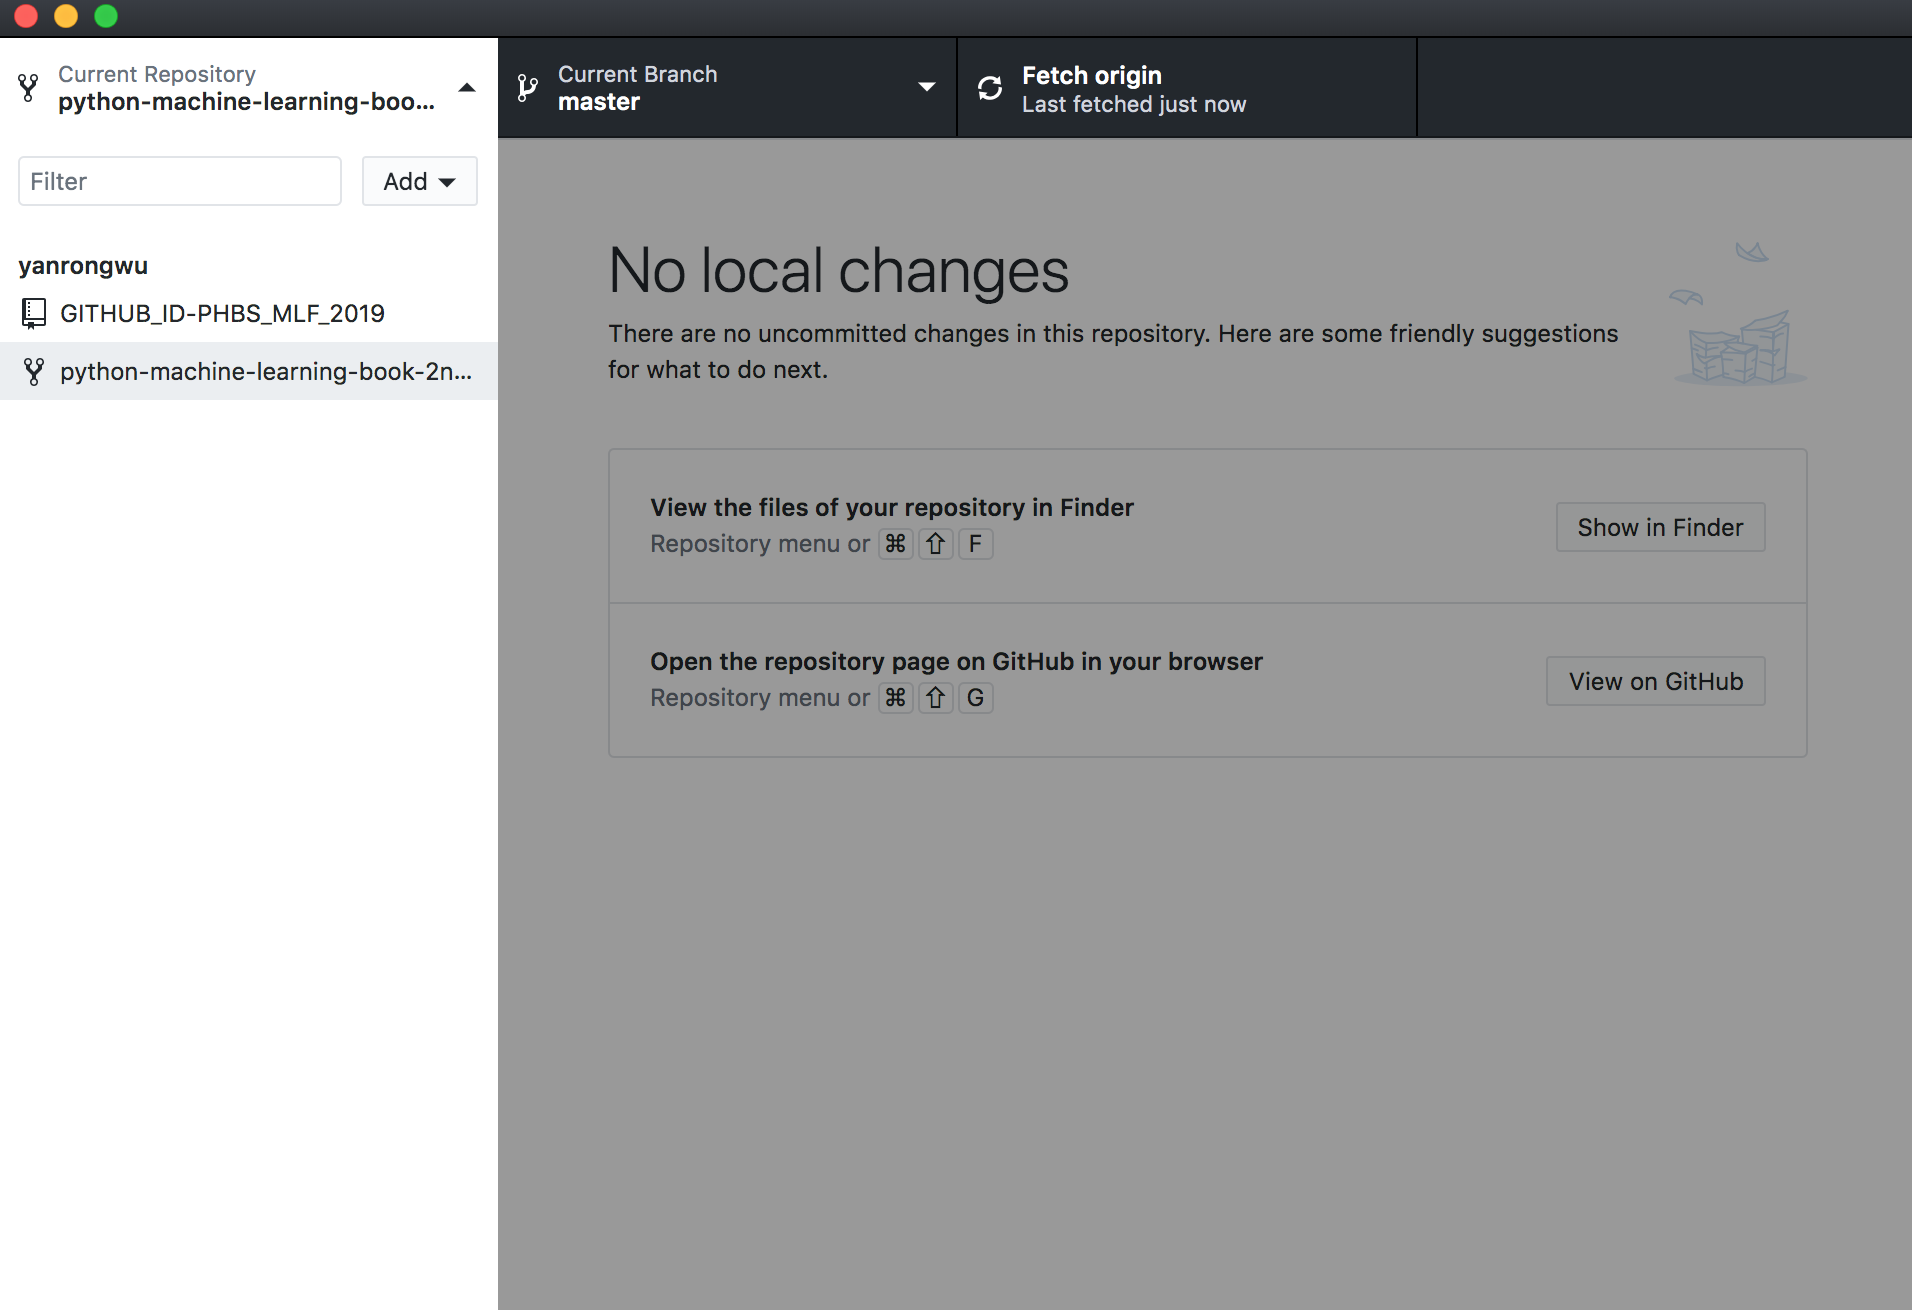 Current Repository
python-machine-learning-boo...
Current Branch
master
Fetch origin
Last fetched just now
Filter
Add
yanrongwu
GITHUB_ID-PHBS_MLF_2019
python-machine-learning-book-2n...
No local changes
There are no uncommitted changes in this repository. Here are some friendly suggestions
for what to do next.
View the files of your repository in Finder
Repository menu or ⌘ ⇧ F
Show in Finder
Open the repository page on GitHub in your browser
Repository menu or ⌘ ⇧ G
View on GitHub